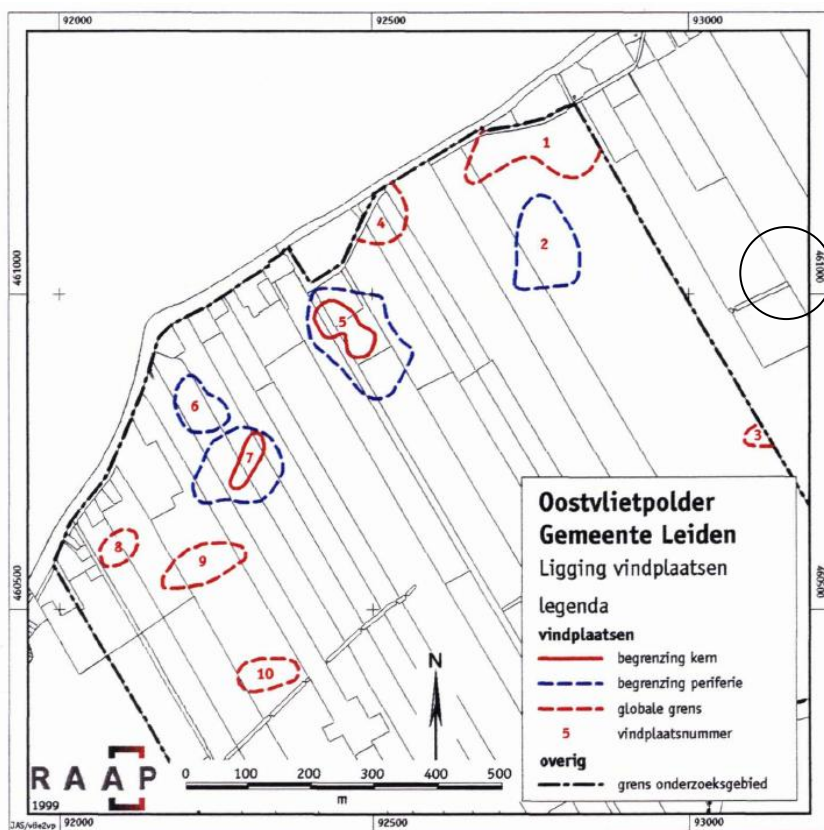 92000 92500 93000
1
4
2
461000 461000
5
6
3
7
8
9
460500 460500
10
N
Oostvlietpolder
Gemeente Leiden
Ligging vindplaatsen
legenda
vindplaatsen
begrenzing kern
begrenzing periferie
globale grens
5 vindplaatsnummer
overig
grens onderzoeksgebied
RAAP
1999
0 100 200 300 400 500
m
92000 92500 93000